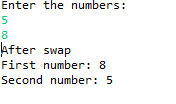 Enter the numbers:
5
8
After swap
First number: 8
Second number: 5